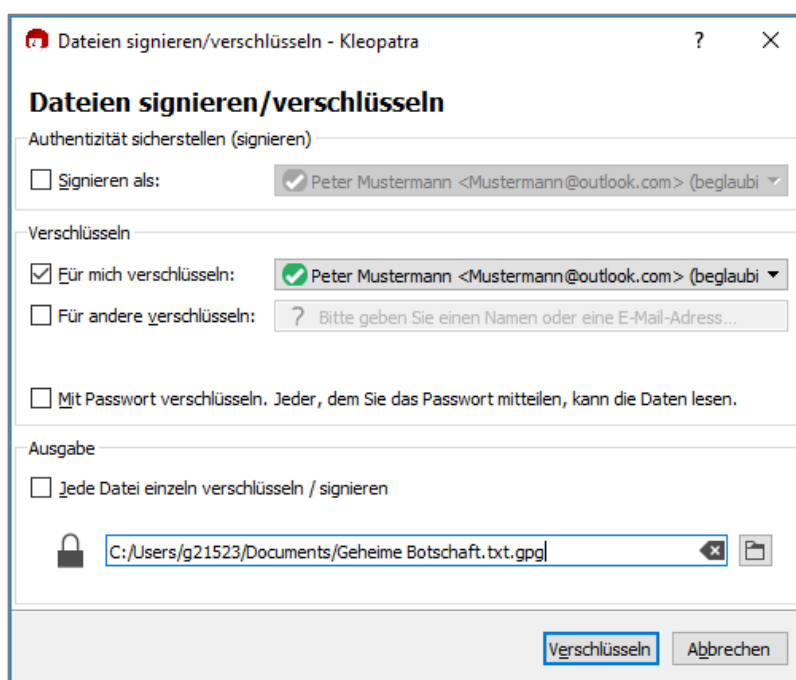 Dateien signieren/verschlüsseln - Kleopatra
Dateien signieren/verschlüsseln
Authentizität sicherstellen (signieren)
Signieren als: Peter Mustermann <Mustermann@outlook.com> (beglaubi
Verschlüsseln
Für mich verschlüsseln: Peter Mustermann <Mustermann@outlook.com> (beglaubi
Für andere verschlüsseln: Bitte geben Sie einen Namen oder eine E-Mail-Adress...
Mit Passwort verschlüsseln. Jeder, dem Sie das Passwort mitteilen, kann die Daten lesen.
Ausgabe
Jede Datei einzeln verschlüsseln / signieren
C:/Users/g21523/Documents/Geheime Botschaft.txt.gpg
Verschlüsseln Abbrechen